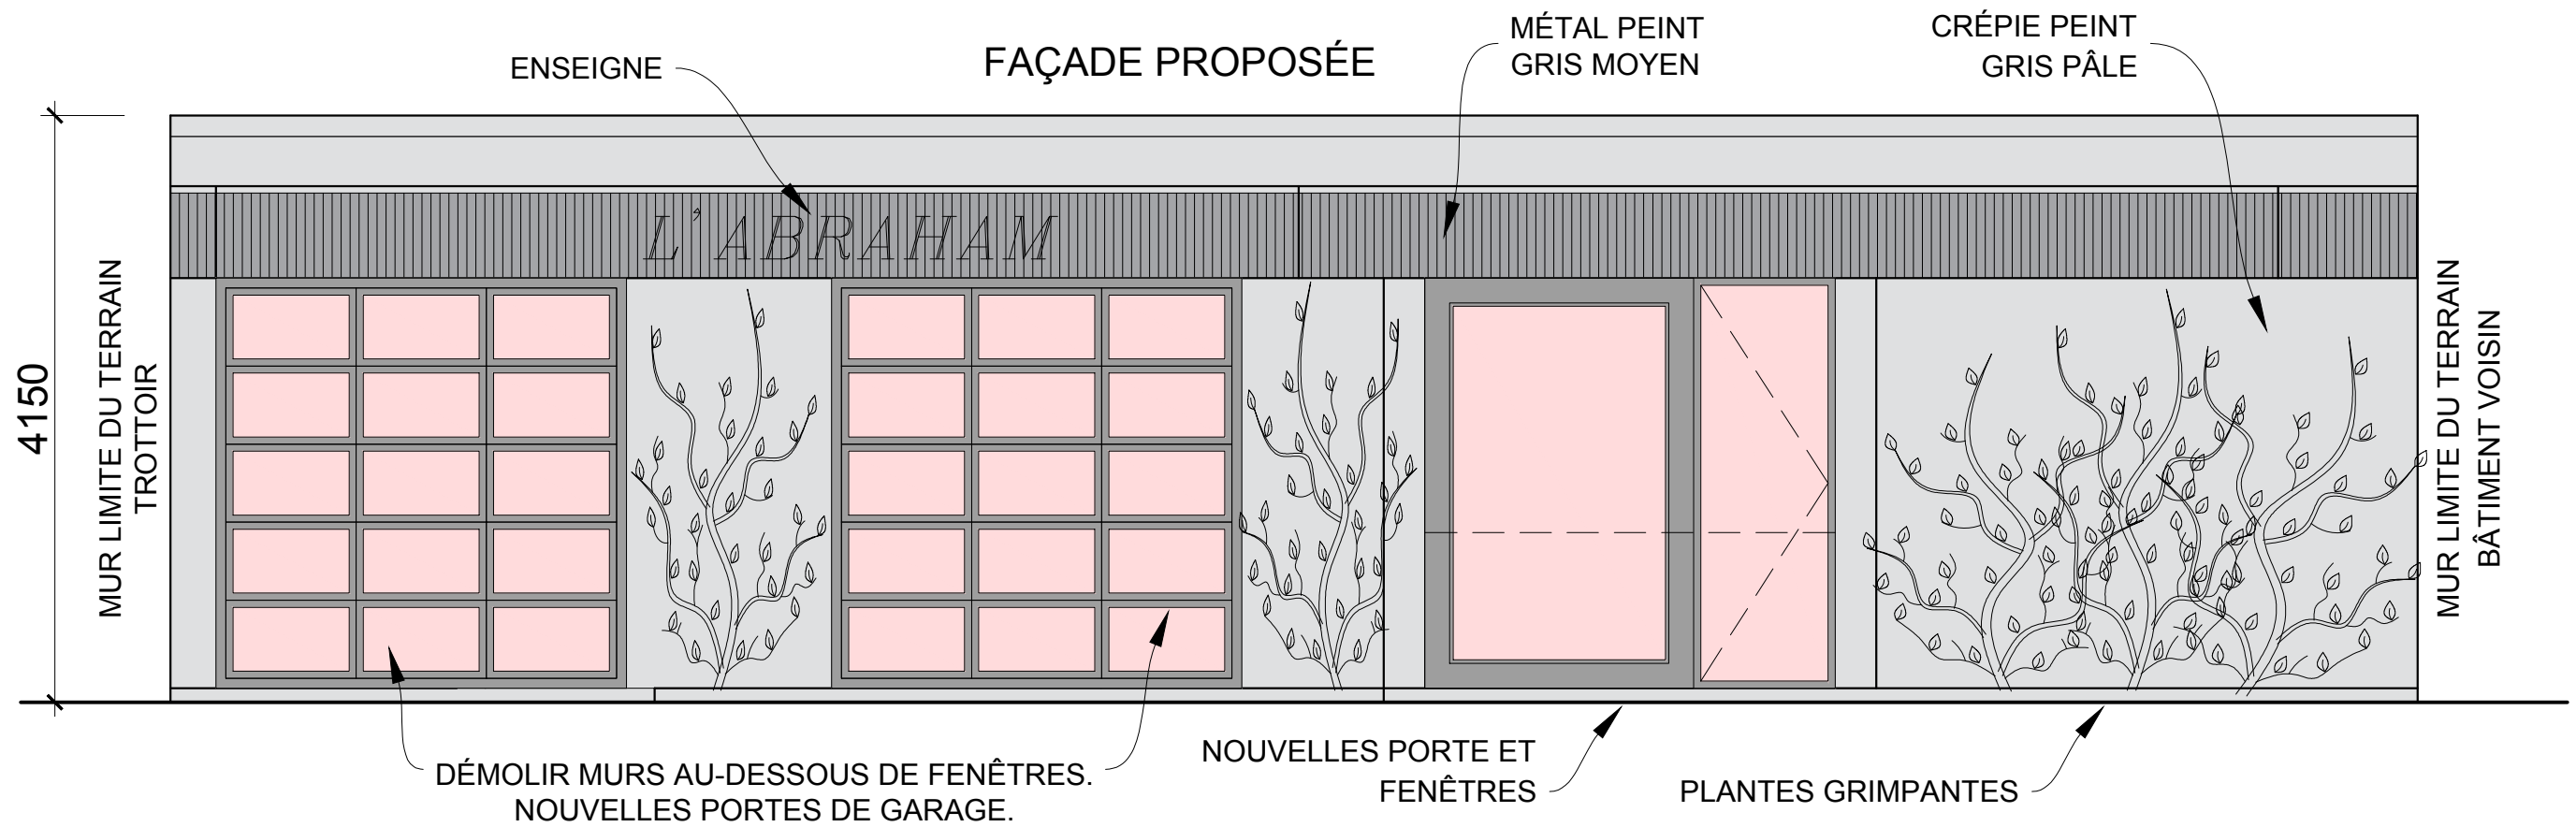 FAÇADE PROPOSÉE
ENSEIGNE
MÉTAL PEINT
GRIS MOYEN
CRÉPIE PEINT
GRIS PÂLE
L'ABRAHAM
4150
MUR LIMITE DU TERRAIN
TROTTOIR
MUR LIMITE DU TERRAIN
BÂTIMENT VOISIN
DÉMOLIR MURS AU-DESSOUS DE FENÊTRES.
NOUVELLES PORTES DE GARAGE.
NOUVELLES PORTE ET
FENÊTRES
PLANTES GRIMPANTES